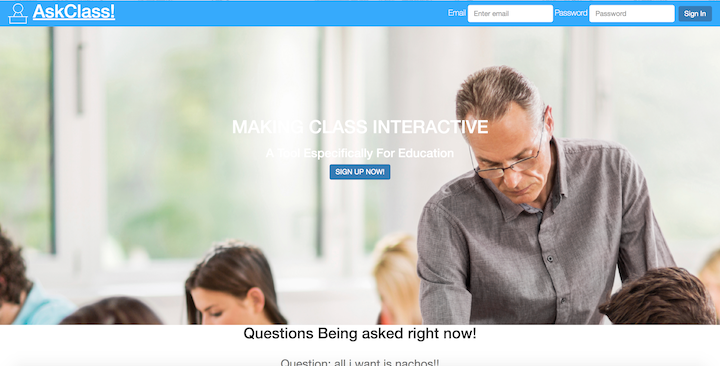 AskClass!
Email Enter email Password Password Sign In
MAKING CLASS INTERACTIVE
A Tool Especifically For Education
SIGN UP NOW!
Questions Being asked right now!
Question: all i want is nachos!!